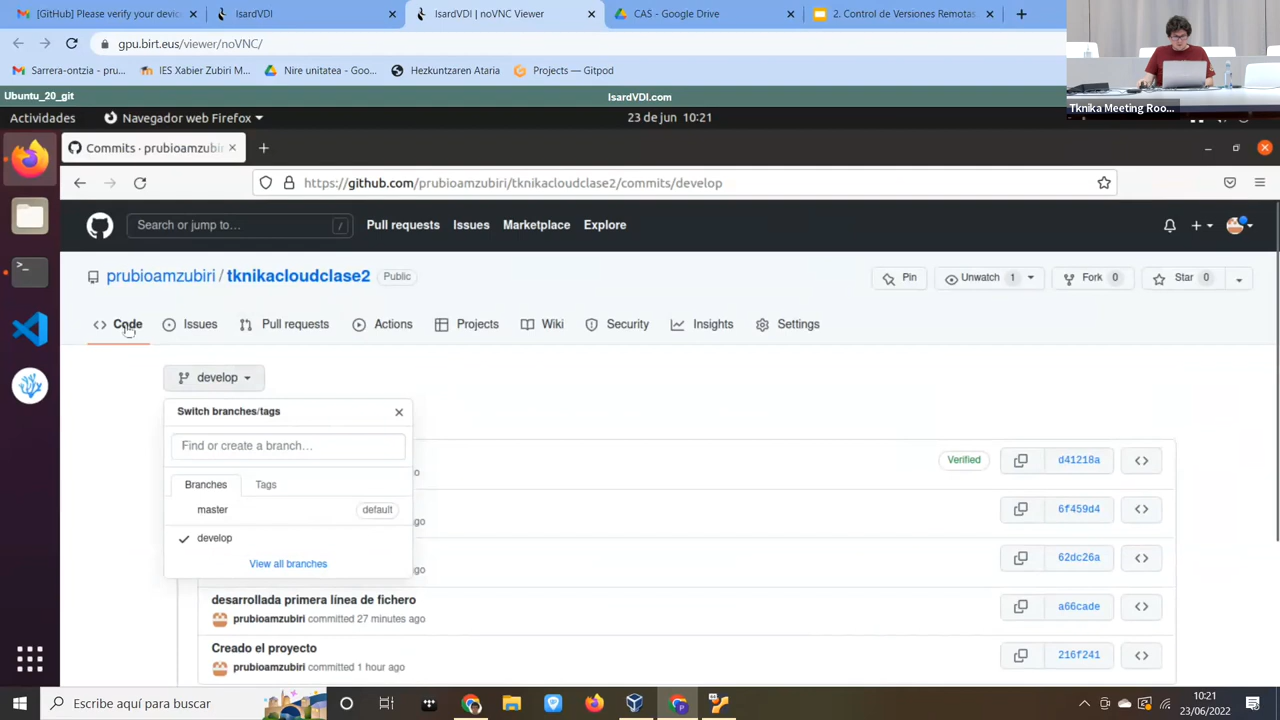 [GitHub] Please verify your device
IsardVDI
IsardVDI | noVNC Viewer
CAS - Google Drive
2. Control de Versiones Remotas
gpu.birt.eus/viewer/noVNC/
Sarrera-ontzia - pru...
IES Xabier Zubiri M...
Nire unitatea - Goo...
Hezkuntzaren Ataria
Projects — Gitpod
Tknika Meeting Roo...
Ubuntu_20_git
IsardVDI.com
Actividades
Navegador web Firefox
23 de jun 10:21
Commits · prubioamzubir
https://github.com/prubioamzubiri/tknikacloudclase2/commits/develop
Search or jump to…
/
Pull requests
Issues
Marketplace
Explore
prubioamzubiri / tknikacloudclase2
Public
Pin
Unwatch 1
Fork 0
Star 0
Code
Issues
Pull requests
Actions
Projects
Wiki
Security
Insights
Settings
develop
Switch branches/tags
Find or create a branch…
Branches
Tags
master
default
develop
View all branches
Verified
d41218a
6f459d4
ago
62dc26a
ago
desarrollada primera línea de fichero
prubioamzubiri committed 27 minutes ago
a66cade
Creado el proyecto
prubioamzubiri committed 1 hour ago
216f241
Escribe aquí para buscar
10:21
23/06/2022